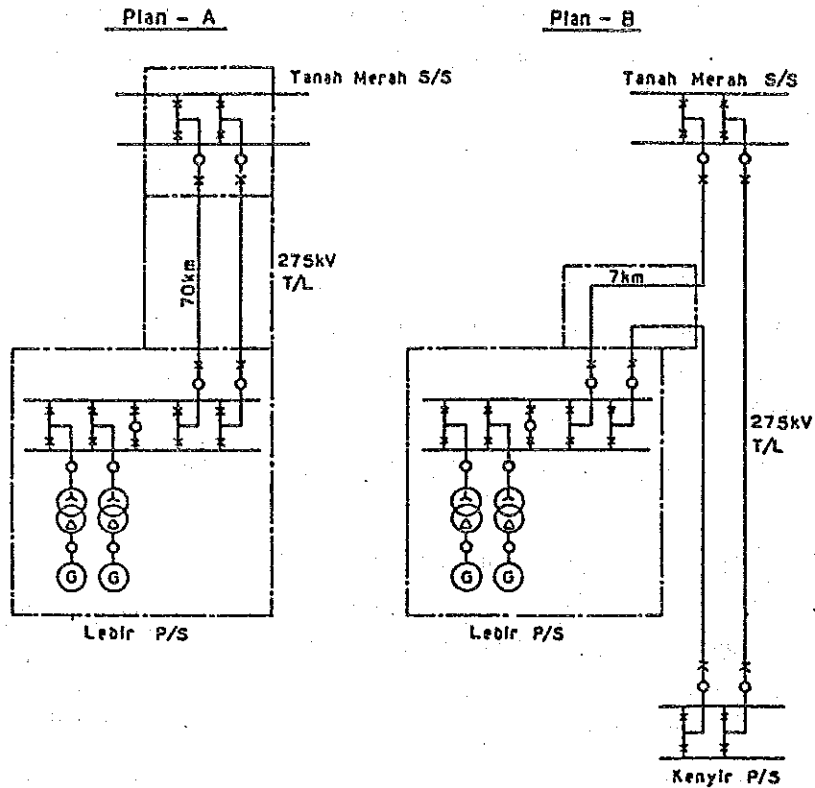 Plan - A
Tanah Merah S/S
70km
275kV
T/L
G G
Lebir P/S
Plan - B
Tanah Merah S/S
7km
275kV
T/L
G G
Lebir P/S
Kenyir P/S